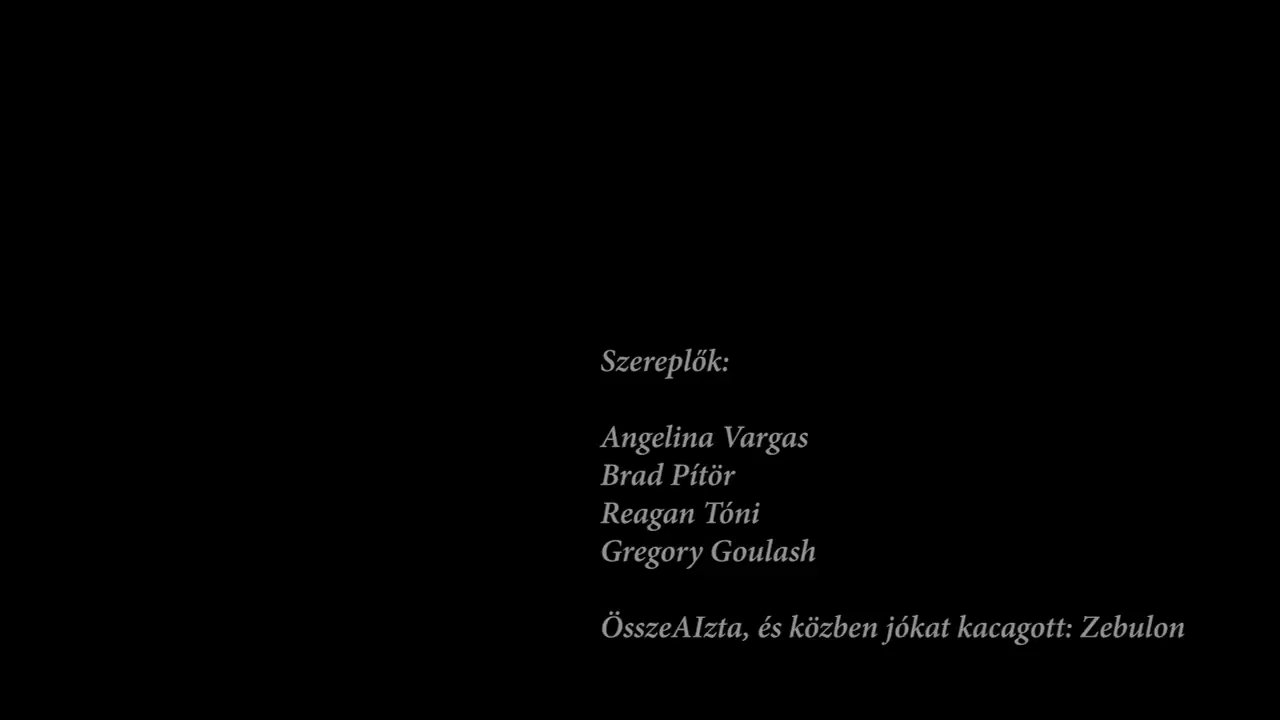 Szereplők:
Angelina Vargas
Brad Pítör
Reagan Tóni
Gregory Goulash
ÖsszeAIzta, és közben jókat kacagott: Zebulon